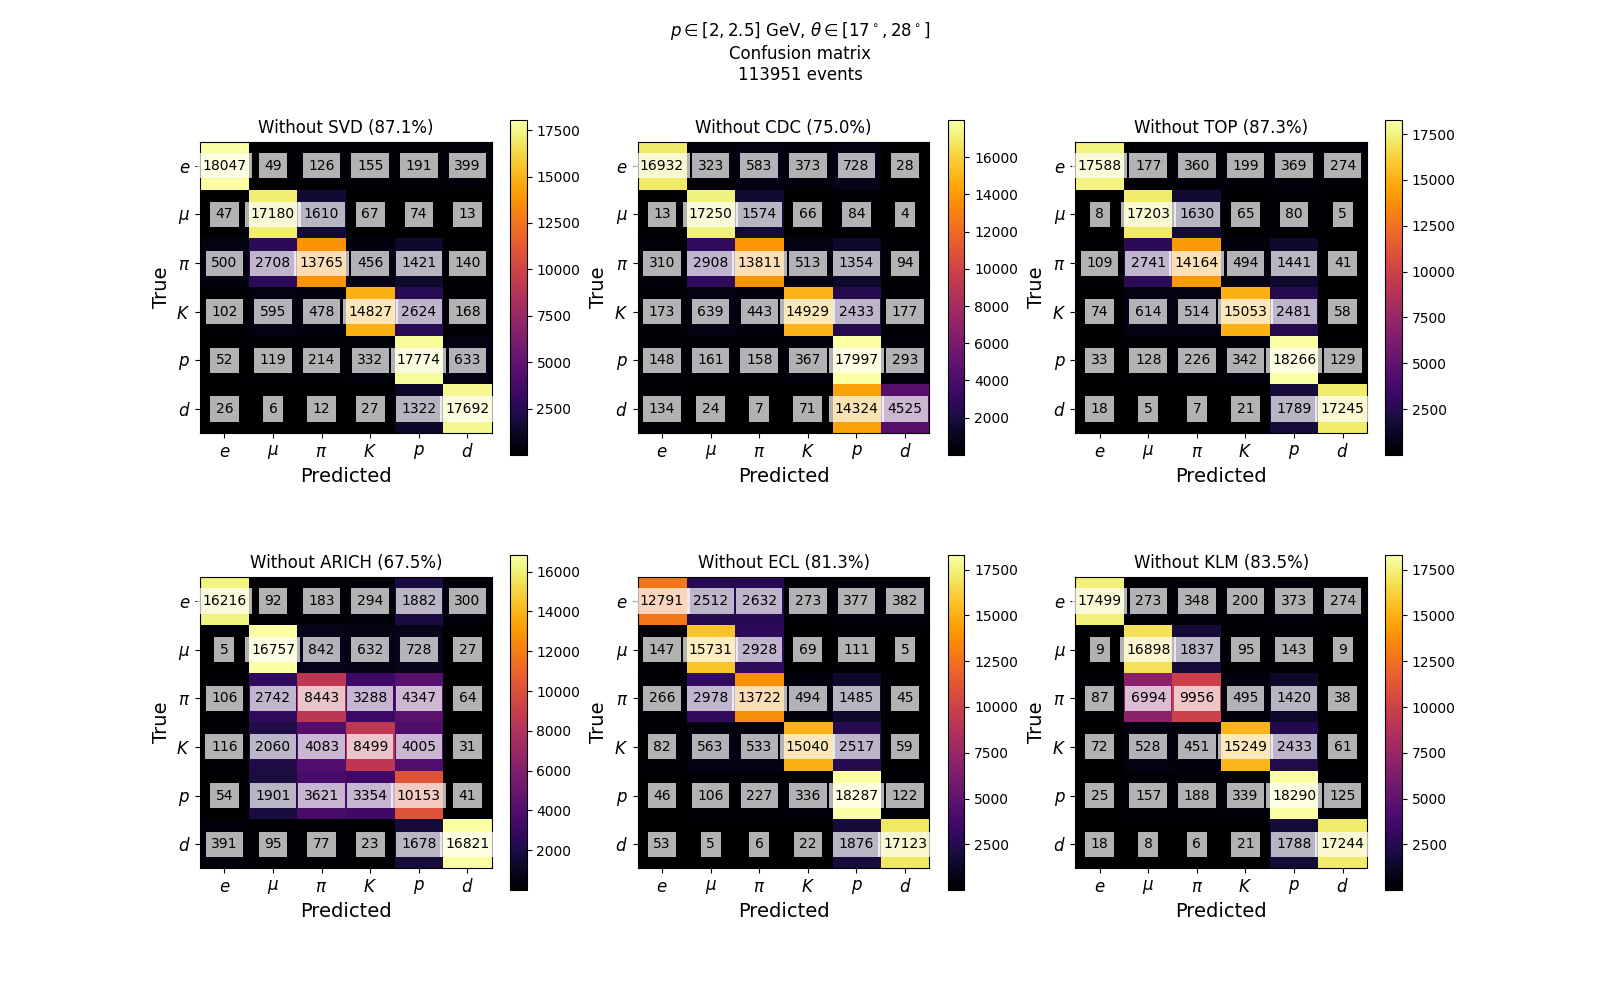 p ∈ [2, 2.5] GeV, θ ∈ [17°, 28°]
Confusion matrix
113951 events
Without SVD (87.1%)
True
e 18047 49 126 155 191 399
μ 47 17180 1610 67 74 13
π 500 2708 13765 456 1421 140
K 102 595 478 14827 2624 168
p 52 119 214 332 17774 633
d 26 6 12 27 1322 17692
e μ π K p d
Predicted
17500
15000
12500
10000
7500
5000
2500
Without CDC (75.0%)
True
e 16932 323 583 373 728 28
μ 13 17250 1574 66 84 4
π 310 2908 13811 513 1354 94
K 173 639 443 14929 2433 177
p 148 161 158 367 17997 293
d 134 24 7 71 14324 4525
e μ π K p d
Predicted
16000
14000
12000
10000
8000
6000
4000
2000
Without TOP (87.3%)
True
e 17588 177 360 199 369 274
μ 8 17203 1630 65 80 5
π 109 2741 14164 494 1441 41
K 74 614 514 15053 2481 58
p 33 128 226 342 18266 129
d 18 5 7 21 1789 17245
e μ π K p d
Predicted
17500
15000
12500
10000
7500
5000
2500
Without ARICH (67.5%)
True
e 16216 92 183 294 1882 300
μ 5 16757 842 632 728 27
π 106 2742 8443 3288 4347 64
K 116 2060 4083 8499 4005 31
p 54 1901 3621 3354 10153 41
d 391 95 77 23 1678 16821
e μ π K p d
Predicted
16000
14000
12000
10000
8000
6000
4000
2000
Without ECL (81.3%)
True
e 12791 2512 2632 273 377 382
μ 147 15731 2928 69 111 5
π 266 2978 13722 494 1485 45
K 82 563 533 15040 2517 59
p 46 106 227 336 18287 122
d 53 5 6 22 1876 17123
e μ π K p d
Predicted
17500
15000
12500
10000
7500
5000
2500
Without KLM (83.5%)
True
e 17499 273 348 200 373 274
μ 9 16898 1837 95 143 9
π 87 6994 9956 495 1420 38
K 72 528 451 15249 2433 61
p 25 157 188 339 18290 125
d 18 8 6 21 1788 17244
e μ π K p d
Predicted
17500
15000
12500
10000
7500
5000
2500